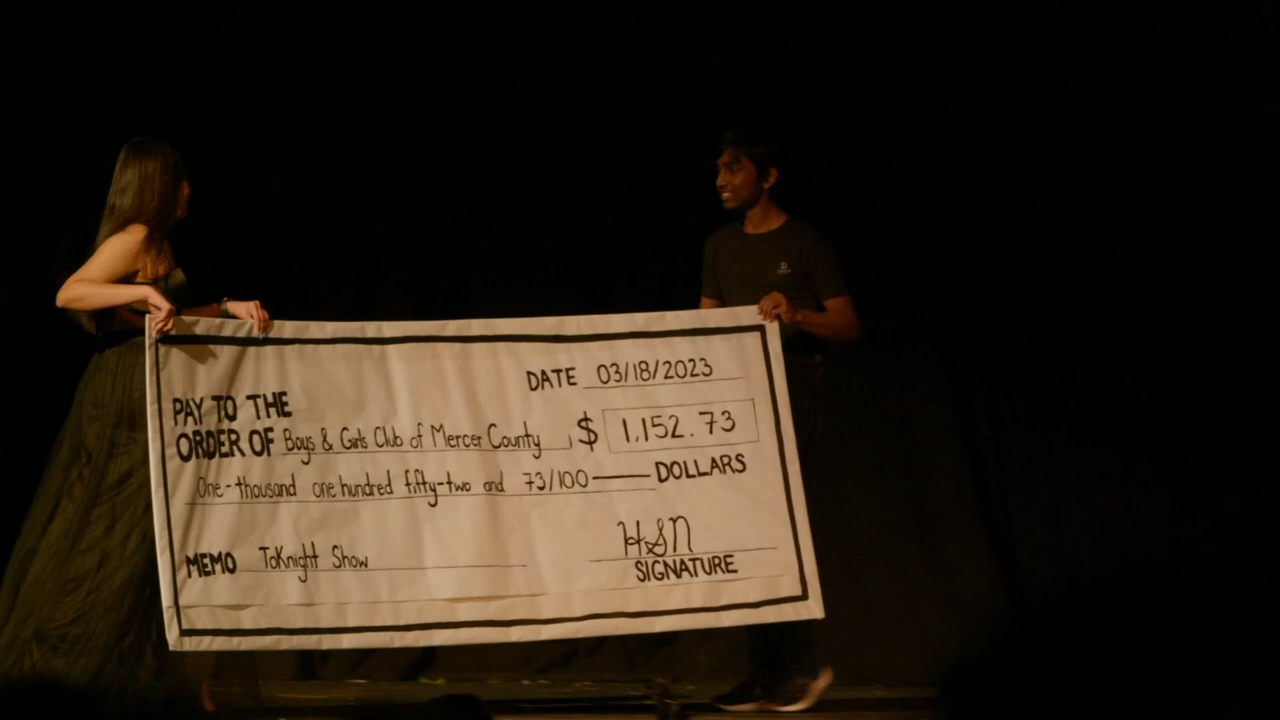 DATE 03/18/2023
PAY TO THE
ORDER OF Boys & Girls Club of Mercer County $ 1,152.73
One-thousand one hundred fifty-two and 73/100 DOLLARS
MEMO ToKnight Show HSN
SIGNATURE